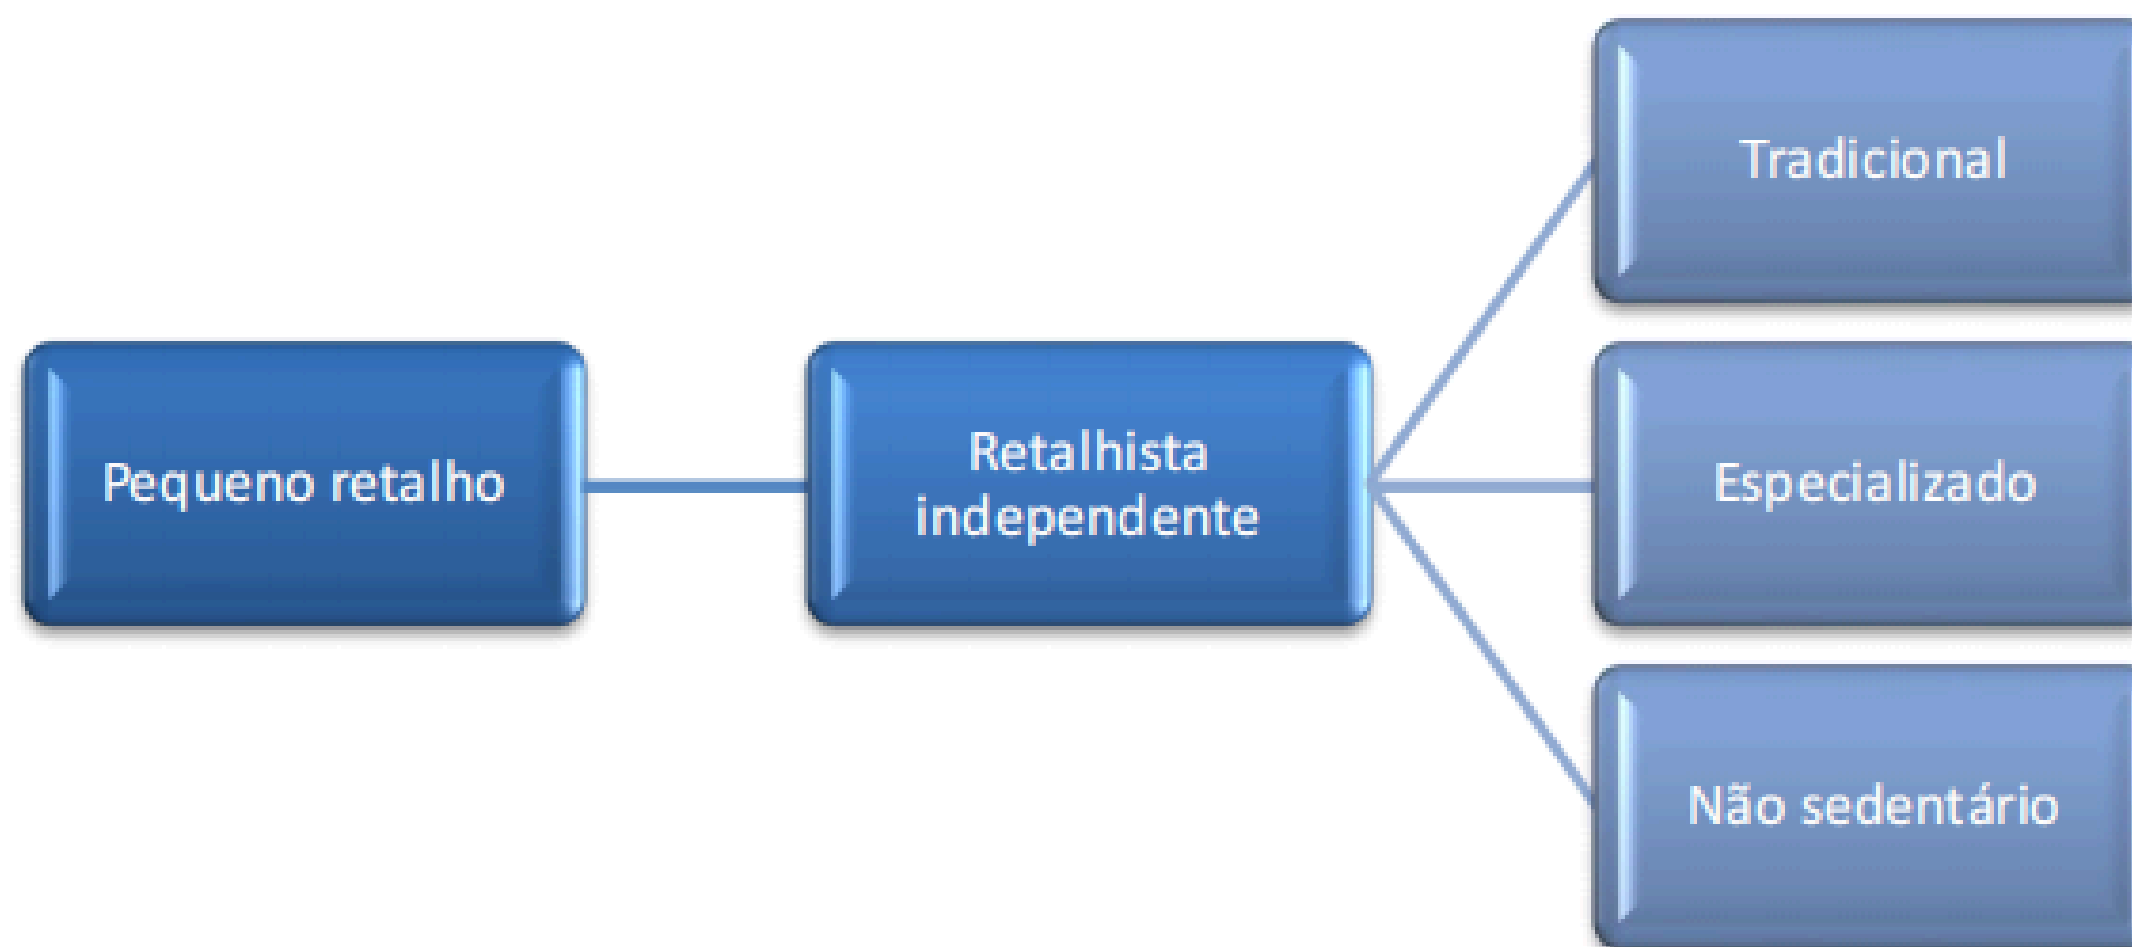 Pequeno retalho
Retalhista
independente
Tradicional
Especializado
Não sedentário